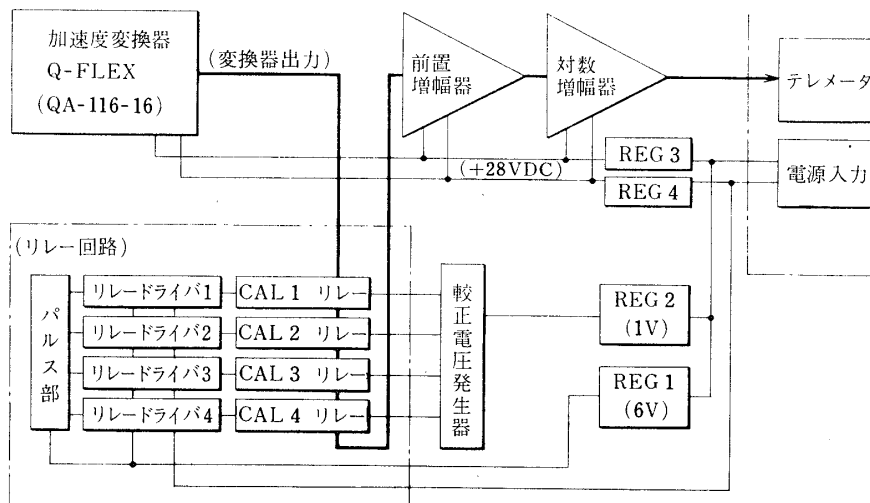 加速度変換器
Q-FLEX
(QA-116-16)
(変換器出力)
前置
増幅器
対数
増幅器
テレメータ
REG 3
(+28VDC)
REG 4
電源入力
(リレー回路)
パルス部
リレードライバ1
CAL 1 リレー
リレードライバ2
CAL 2 リレー
リレードライバ3
CAL 3 リレー
リレードライバ4
CAL 4 リレー
較正電圧発生器
REG 2
(1V)
REG 1
(6V)